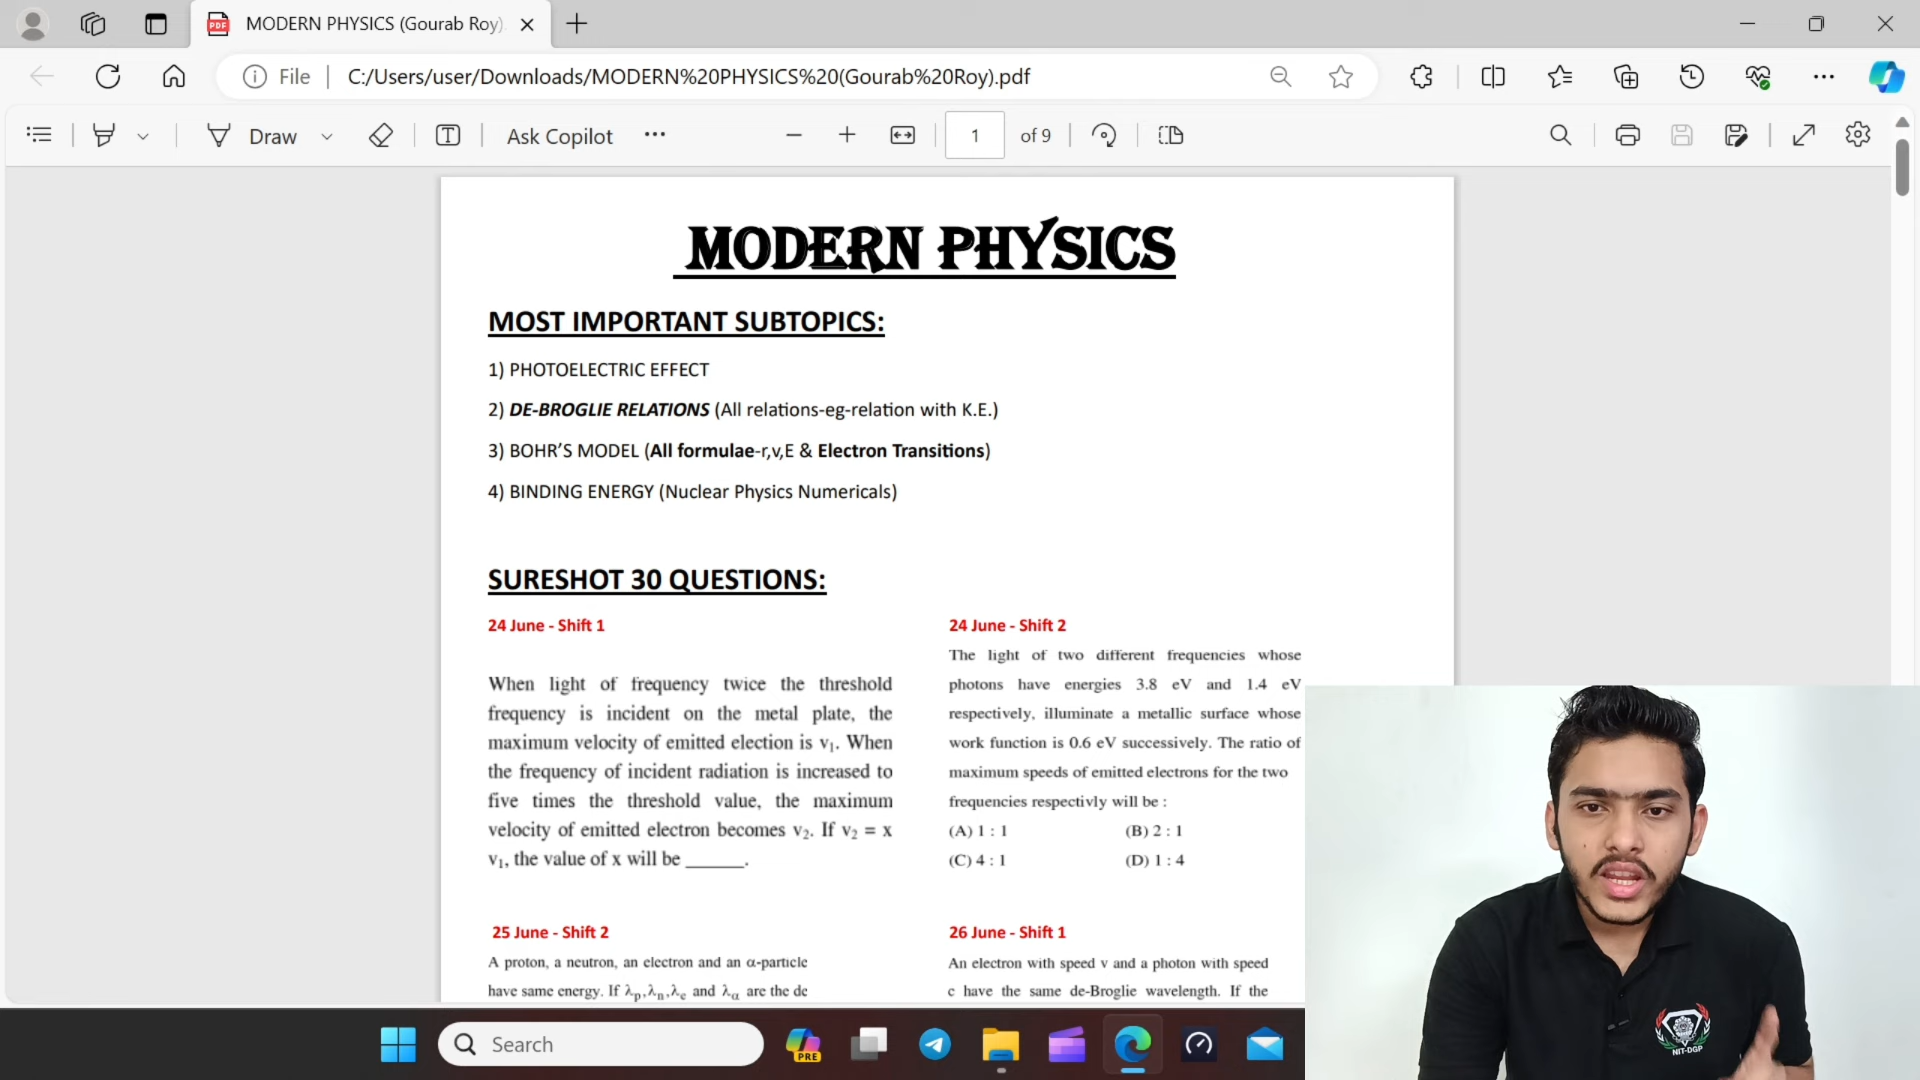 MODERN PHYSICS (Gourab Roy).
File
C:/Users/user/Downloads/MODERN%20PHYSICS%20(Gourab%20Roy).pdf
Draw
Ask Copilot
1
of 9
MODERN PHYSICS
MOST IMPORTANT SUBTOPICS:
1) PHOTOELECTRIC EFFECT
2) DE-BROGLIE RELATIONS (All relations-eg-relation with K.E.)
3) BOHR’S MODEL (All formulae-r,v,E & Electron Transitions)
4) BINDING ENERGY (Nuclear Physics Numericals)
SURESHOT 30 QUESTIONS:
24 June - Shift 1
When light of frequency twice the threshold
frequency is incident on the metal plate, the
maximum velocity of emitted election is v₁. When
the frequency of incident radiation is increased to
five times the threshold value, the maximum
velocity of emitted electron becomes v₂. If v₂ = x
v₁, the value of x will be ______.
24 June - Shift 2
The light of two different frequencies whose
photons have energies 3.8 eV and 1.4 eV
respectively, illuminate a metallic surface whose
work function is 0.6 eV successively. The ratio of
maximum speeds of emitted electrons for the two
frequencies respectivly will be :
(A) 1 : 1 (B) 2 : 1
(C) 4 : 1 (D) 1 : 4
25 June - Shift 2
A proton, a neutron, an electron and an α-particle
have same energy. If λp,λn,λe and λα are the de
26 June - Shift 1
An electron with speed v and a photon with speed
c have the same de-Broglie wavelength. If the
Search
PRE
NIT-DGP